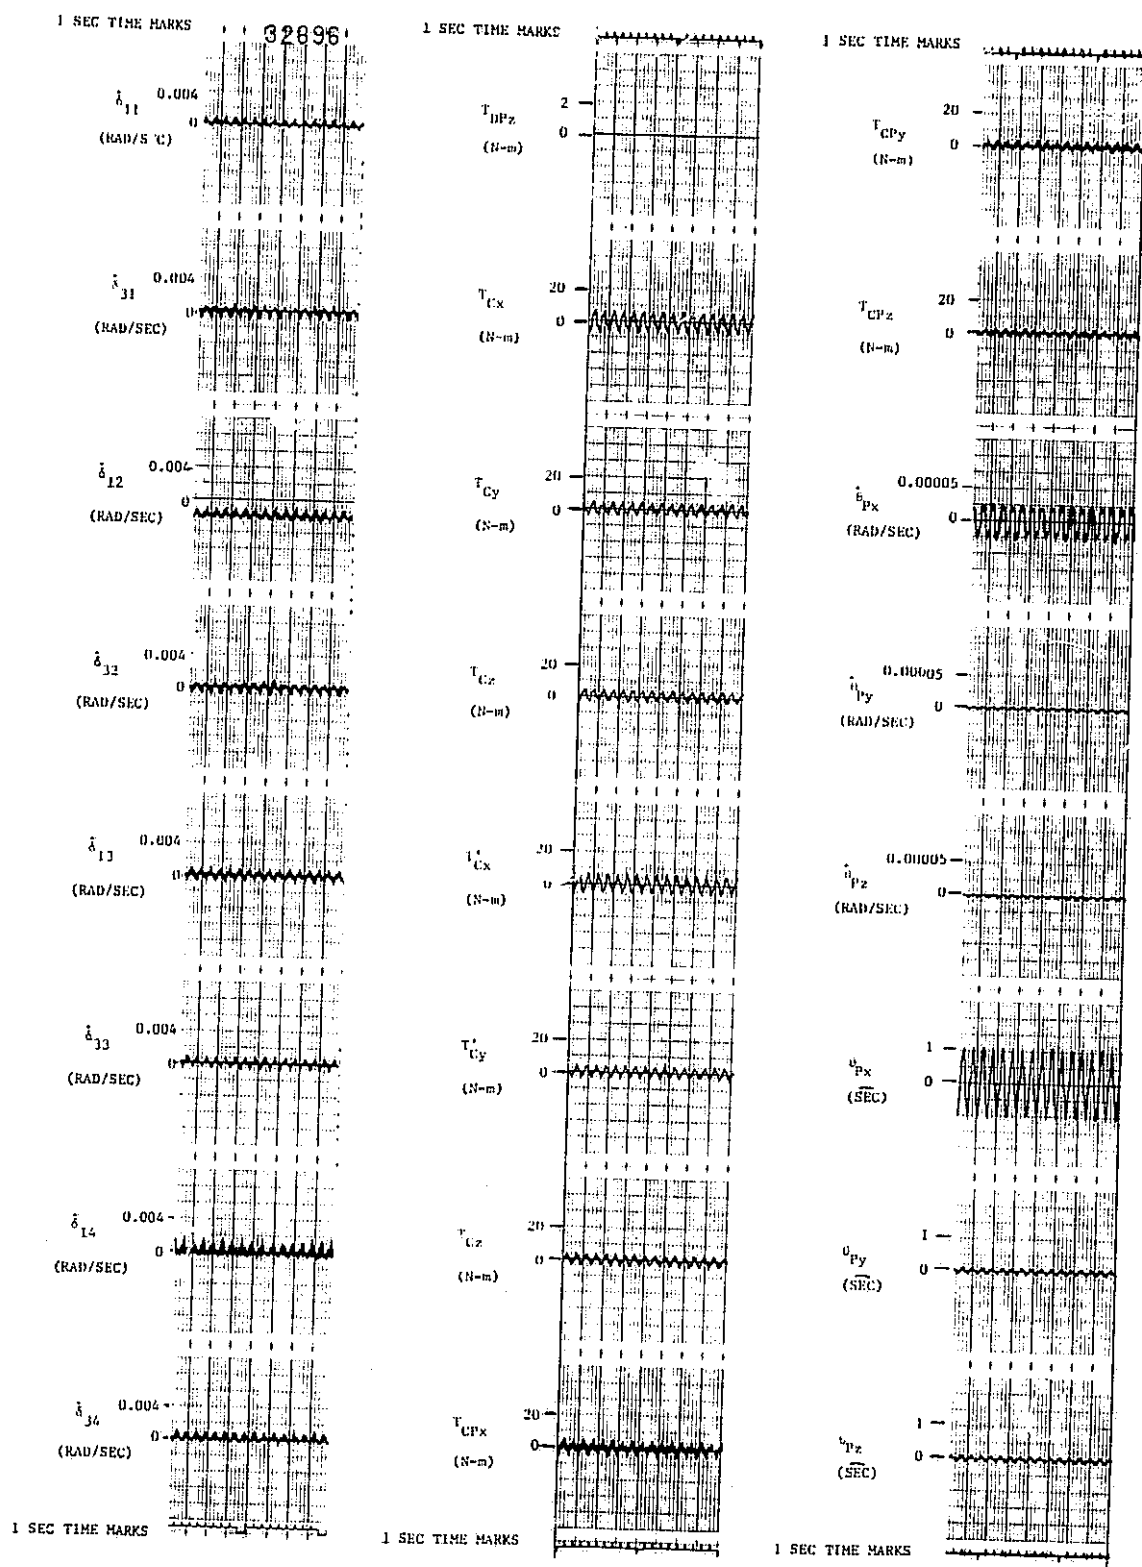 1 SEC TIME MARKS
32896
δ̇11 0.004
0
(RAD/S C)
δ̇31 0.004
0
(RAD/SEC)
δ̇12 0.004
0
(RAD/SEC)
δ̇32 0.004
0
(RAD/SEC)
δ̇13 0.004
0
(RAD/SEC)
δ̇33 0.004
0
(RAD/SEC)
δ̇14 0.004
0
(RAD/SEC)
δ̇34 0.004
0
(RAD/SEC)
1 SEC TIME MARKS
1 SEC TIME MARKS
2
TDPz
0
(N-m)
20
TCx
0
(N-m)
20
TCy
0
(N-m)
20
TCz
0
(N-m)
20
T'Cx
0
(N-m)
20
T'Cy
0
(N-m)
20
T'Cz
0
(N-m)
20
TCPx
0
(N-m)
1 SEC TIME MARKS
1 SEC TIME MARKS
20
TCPy
0
(N-m)
20
TCPz
0
(N-m)
0.00005
θ̇Px
0
(RAD/SEC)
0.00005
θ̇Py
0
(RAD/SEC)
0.00005
θ̇Pz
0
(RAD/SEC)
1
θPx
0
(SEC)
1
θPy
0
(SEC)
1
θPz
0
(SEC)
1 SEC TIME MARKS